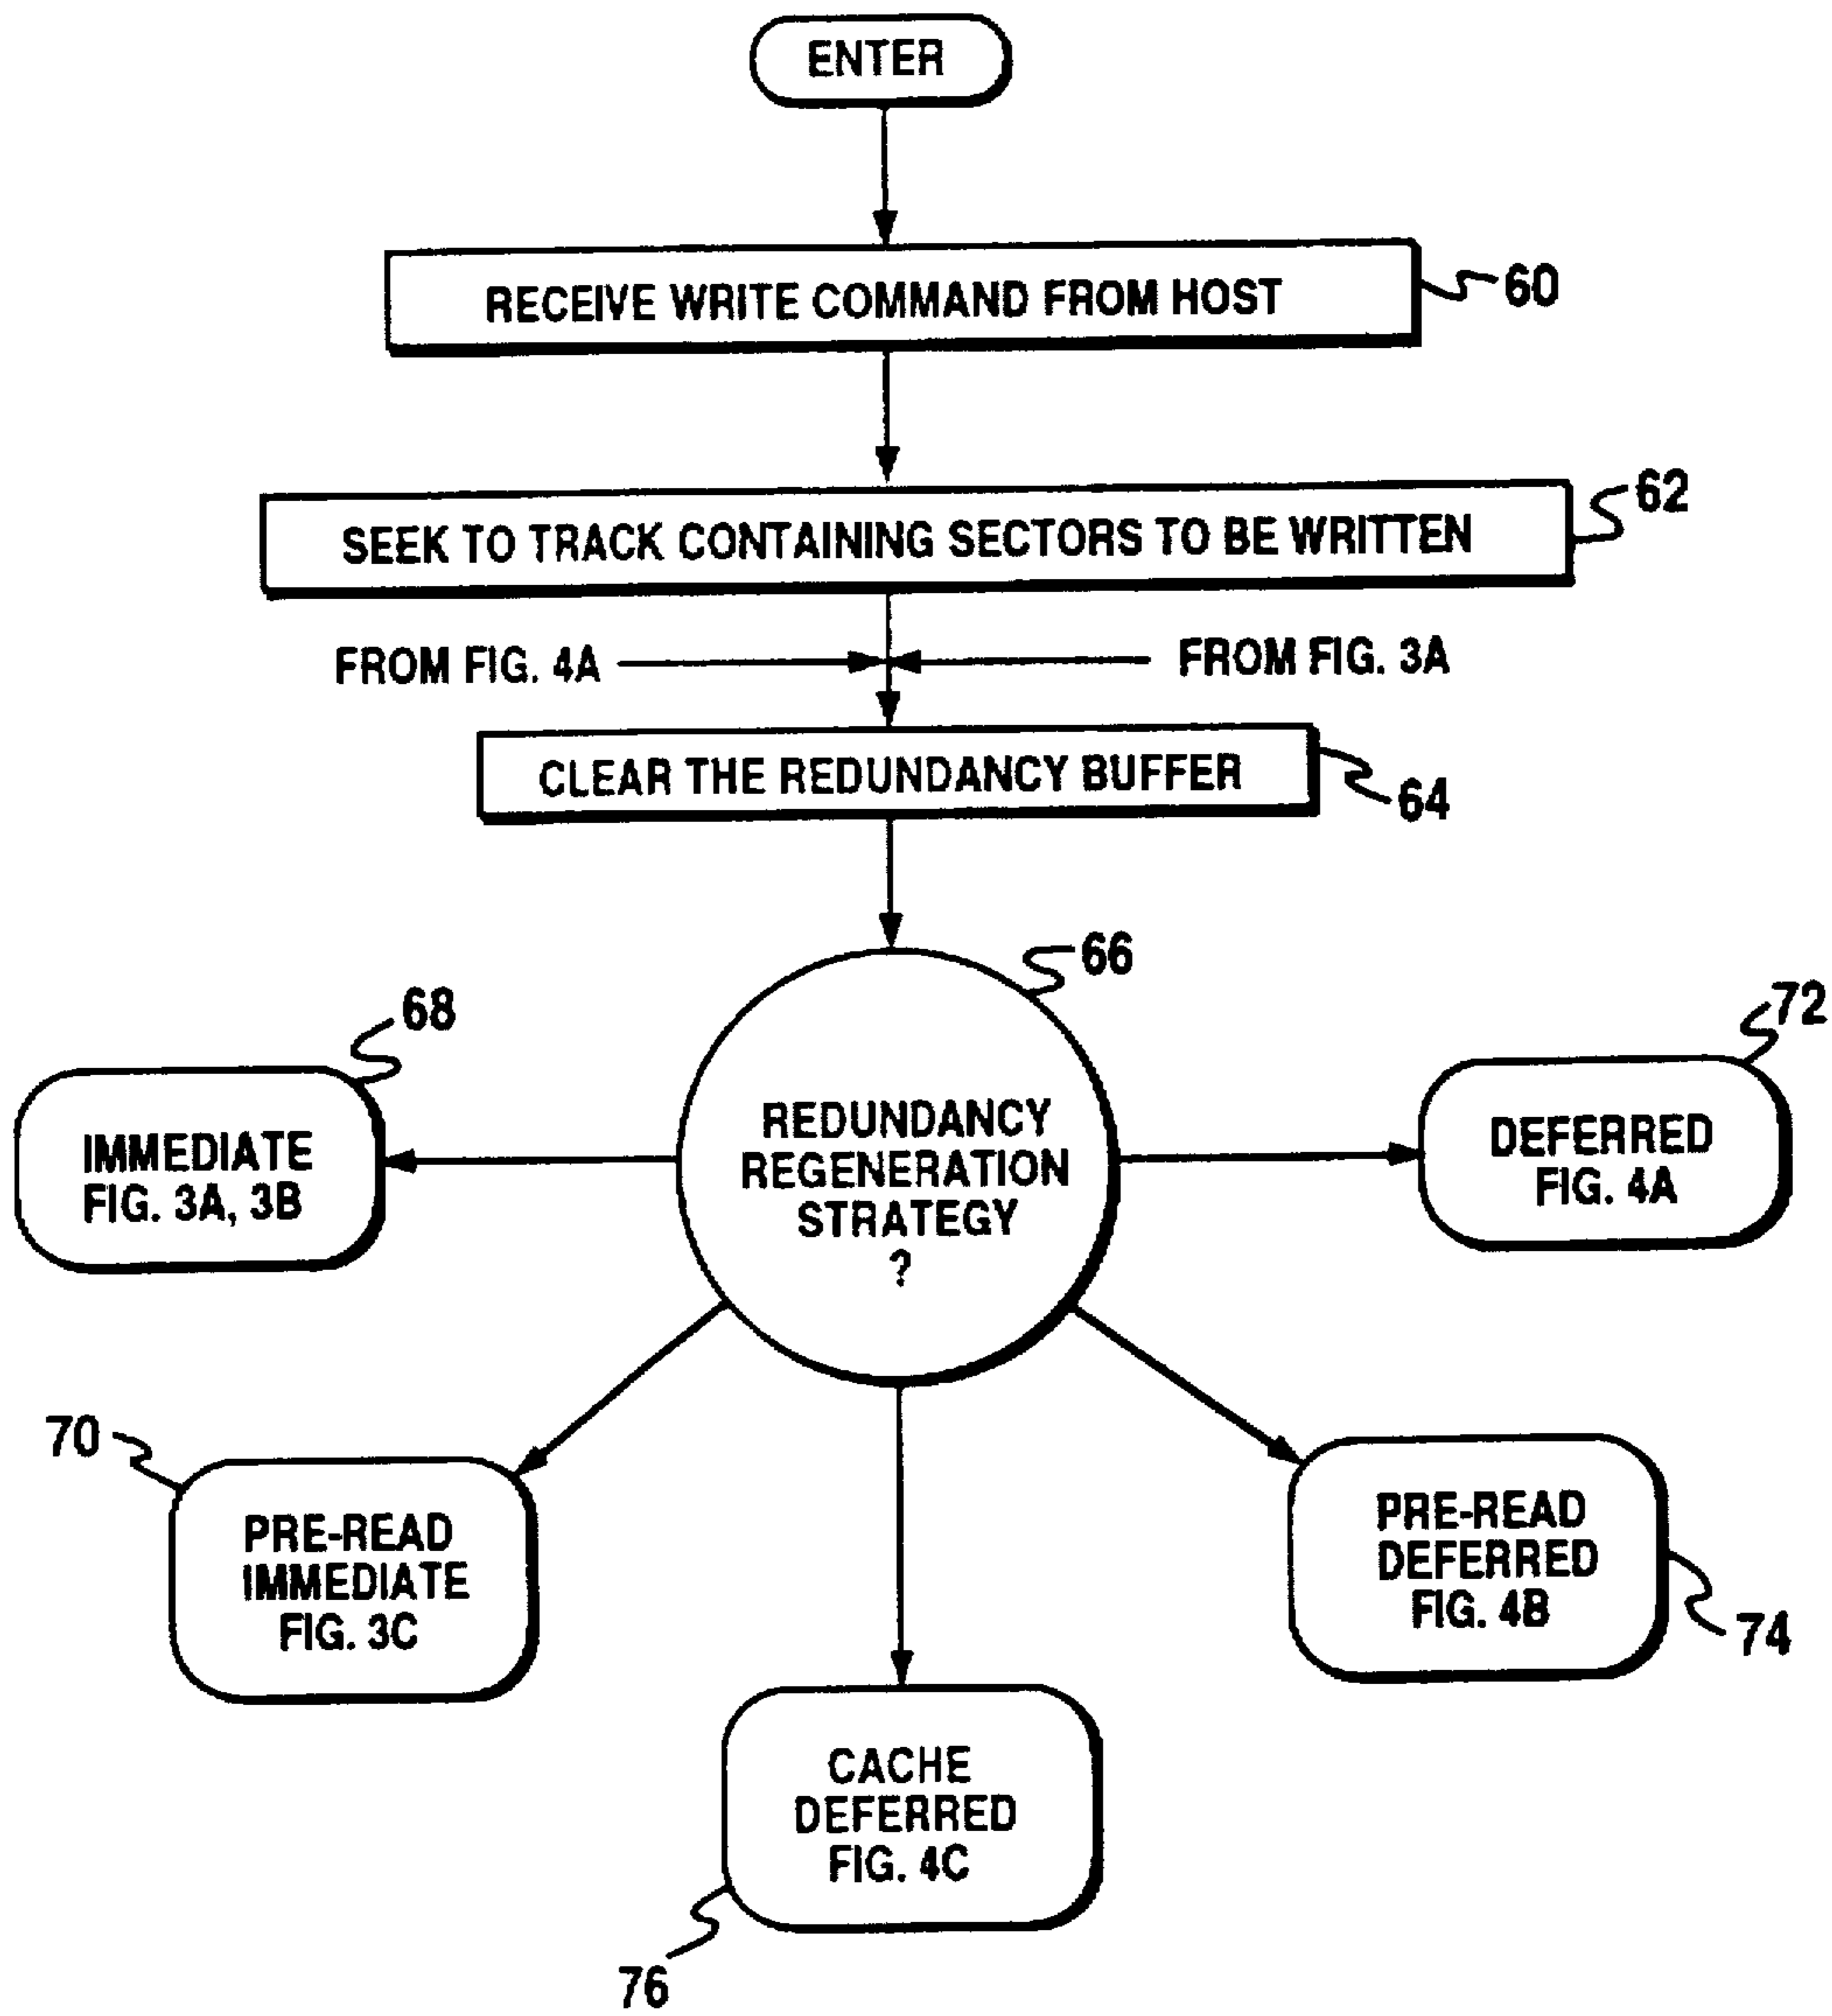 ENTER
RECEIVE WRITE COMMAND FROM HOST
60
SEEK TO TRACK CONTAINING SECTORS TO BE WRITTEN
62
FROM FIG. 4A
FROM FIG. 3A
CLEAR THE REDUNDANCY BUFFER
64
66
68
72
REDUNDANCY
REGENERATION
STRATEGY
?
IMMEDIATE
FIG. 3A, 3B
DEFERRED
FIG. 4A
70
PRE-READ
IMMEDIATE
FIG. 3C
PRE-READ
DEFERRED
FIG. 4B
74
CACHE
DEFERRED
FIG. 4C
76